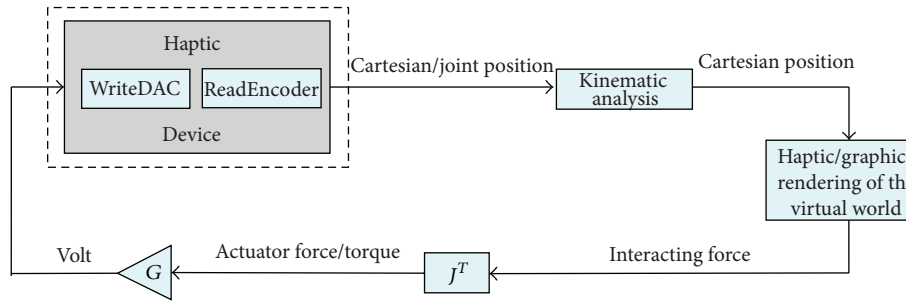 Haptic
WriteDAC
ReadEncoder
Device
Cartesian/joint position
Kinematic
analysis
Cartesian position
Haptic/graphic
rendering of th
virtual world
Interacting force
J^T
Actuator force/torque
G
Volt